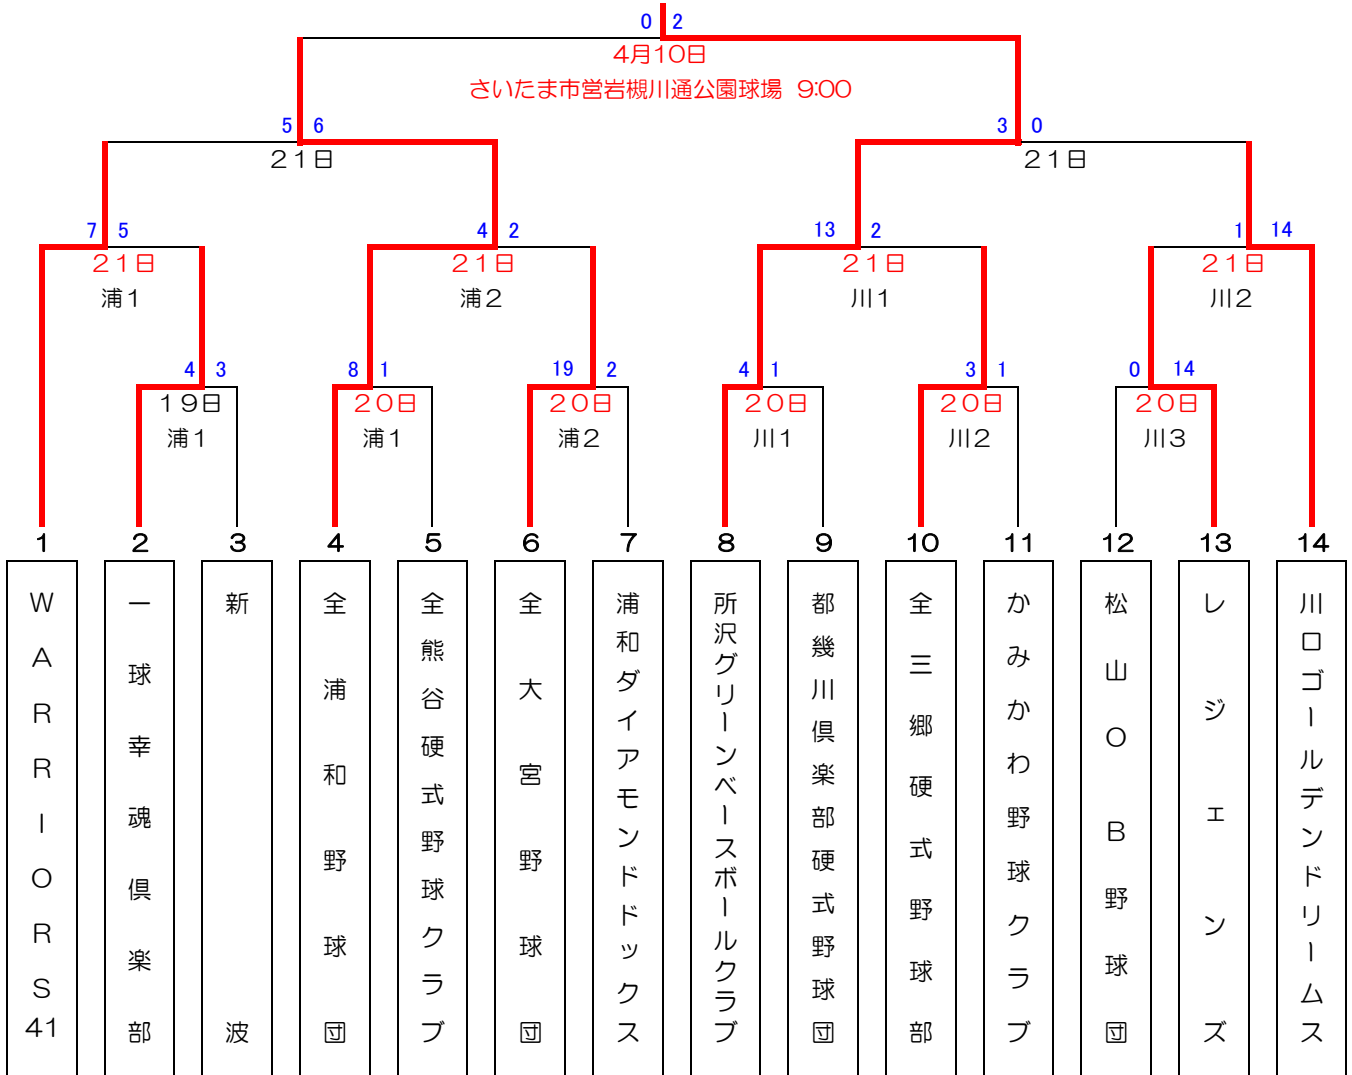 0 2
4月10日
さいたま市営岩槻川通公園球場 9:00
5 6
3 0
21日
21日
7 5
4 2
13 2
1 14
21日
21日
21日
21日
浦1
浦2
川1
川2
4 3
8 1
19 2
4 1
3 1
0 14
19日
20日
20日
20日
20日
20日
浦1
浦1
浦2
川1
川2
川3
1 2 3 4 5 6 7 8 9 10 11 12 13 14
WARRIORS41
一球幸魂倶楽部
新波
全浦和野球団
全熊谷硬式野球クラブ
全大宮野球団
浦和ダイアモンドドックス
所沢グリーンベースボールクラブ
都幾川倶楽部硬式野球団
全三郷硬式野球部
かみかわ野球クラブ
松山OB野球団
レジェンズ
川口ゴールデンドリームス